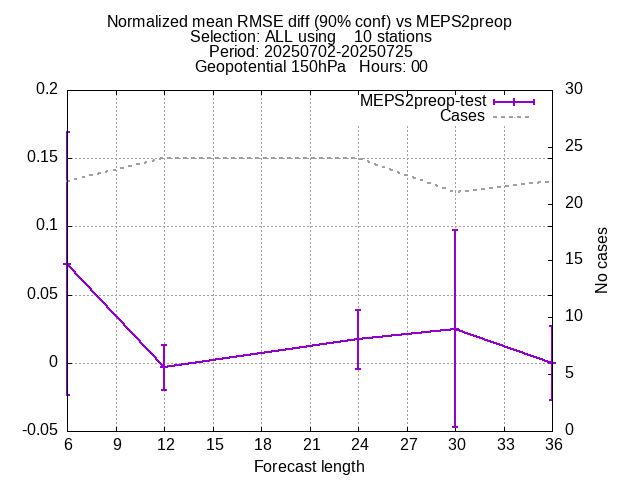 Normalized mean RMSE diff (90% conf) vs MEPS2preop
Selection: ALL using    10 stations
Period: 20250702-20250725
Geopotential 150hPa   Hours: 00
MEPS2preop-test
Cases
0.2
0.15
0.1
0.05
0
-0.05
30
25
20
15
10
5
0
No cases
6 9 12 15 18 21 24 27 30 33 36
Forecast length